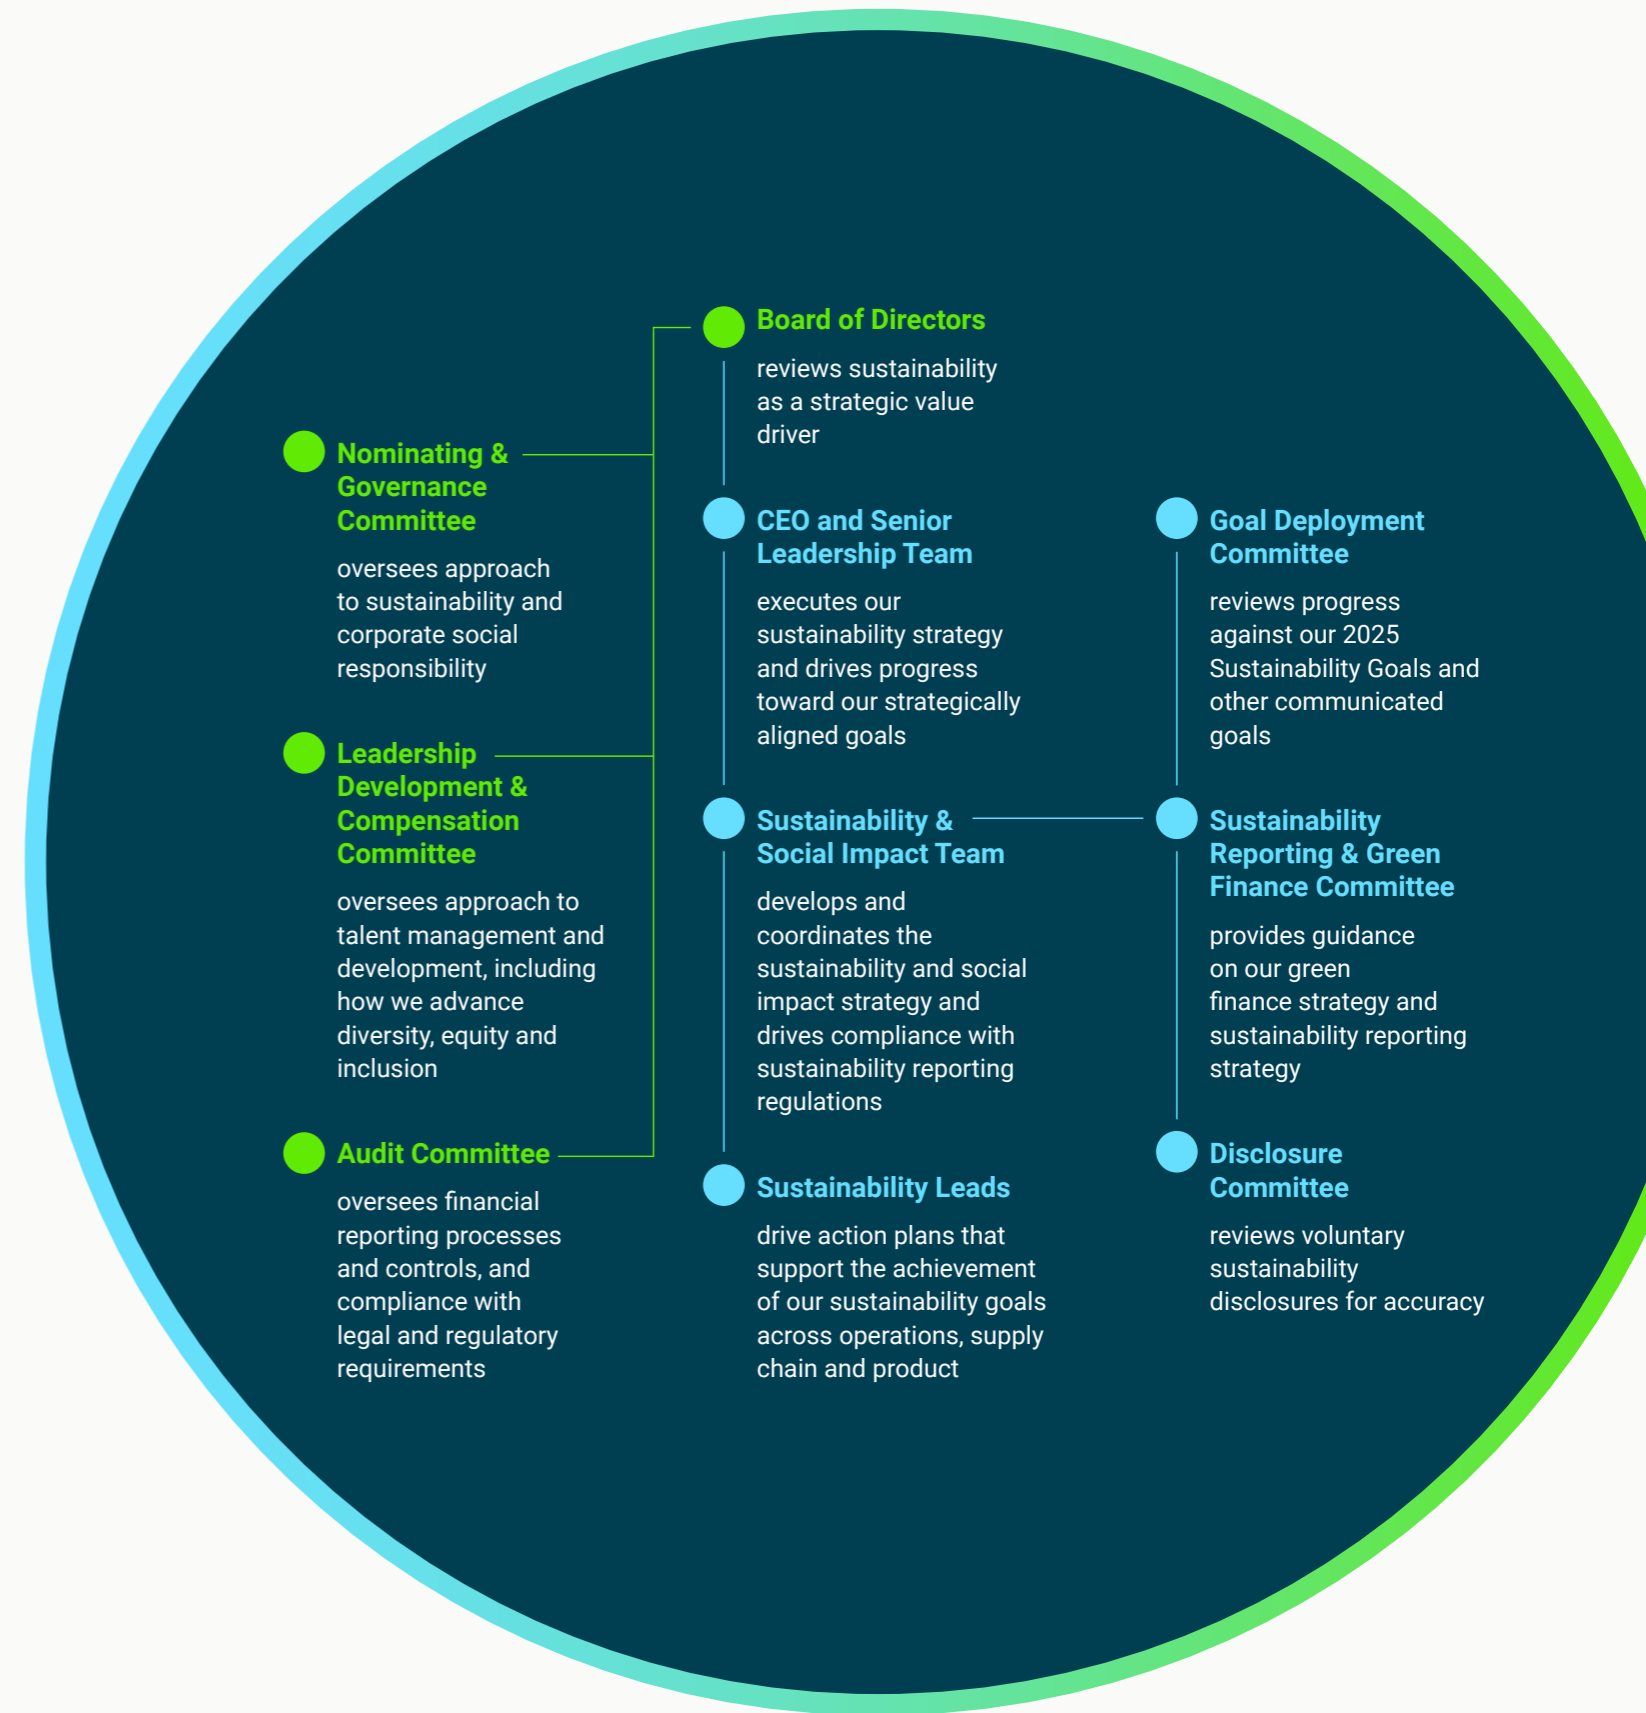 Board of Directors
reviews sustainability
as a strategic value
driver
Nominating &
Governance
Committee
oversees approach
to sustainability and
corporate social
responsibility
Leadership
Development &
Compensation
Committee
oversees approach to
talent management and
development, including
how we advance
diversity, equity and
inclusion
Audit Committee
oversees financial
reporting processes
and controls, and
compliance with
legal and regulatory
requirements
CEO and Senior
Leadership Team
executes our
sustainability strategy
and drives progress
toward our strategically
aligned goals
Sustainability &
Social Impact Team
develops and
coordinates the
sustainability and social
impact strategy and
drives compliance with
sustainability reporting
regulations
Sustainability Leads
drive action plans that
support the achievement
of our sustainability goals
across operations, supply
chain and product
Goal Deployment
Committee
reviews progress
against our 2025
Sustainability Goals and
other communicated
goals
Sustainability
Reporting & Green
Finance Committee
provides guidance
on our green
finance strategy and
sustainability reporting
strategy
Disclosure
Committee
reviews voluntary
sustainability
disclosures for accuracy